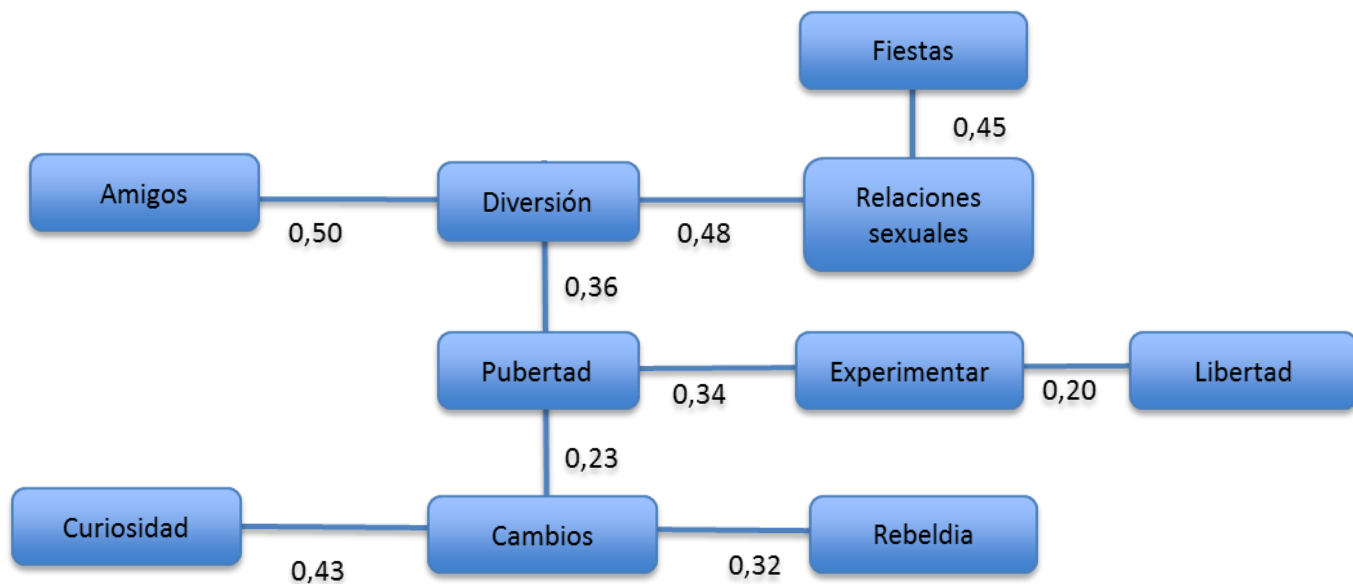 Fiestas
0,45
Amigos
Diversión
Relaciones
sexuales
0,50
0,48
0,36
Pubertad
Experimentar
Libertad
0,34
0,20
0,23
Curiosidad
Cambios
Rebeldia
0,43
0,32